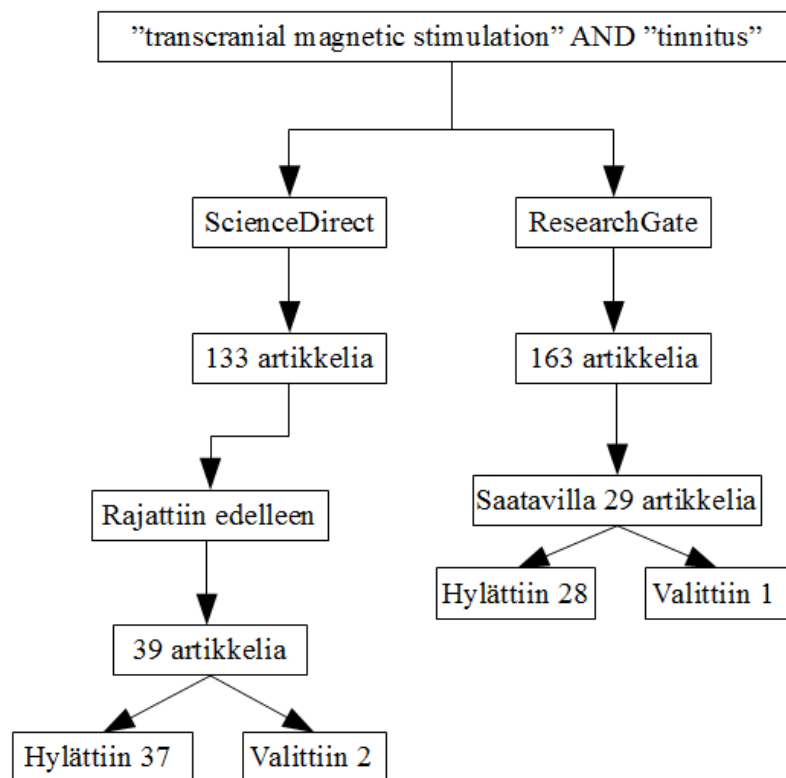 ”transcranial magnetic stimulation” AND ”tinnitus”
ScienceDirect
ResearchGate
133 artikkelia
163 artikkelia
Rajattiin edelleen
Saatavilla 29 artikkelia
Hylättiin 28
Valittiin 1
39 artikkelia
Hylättiin 37
Valittiin 2